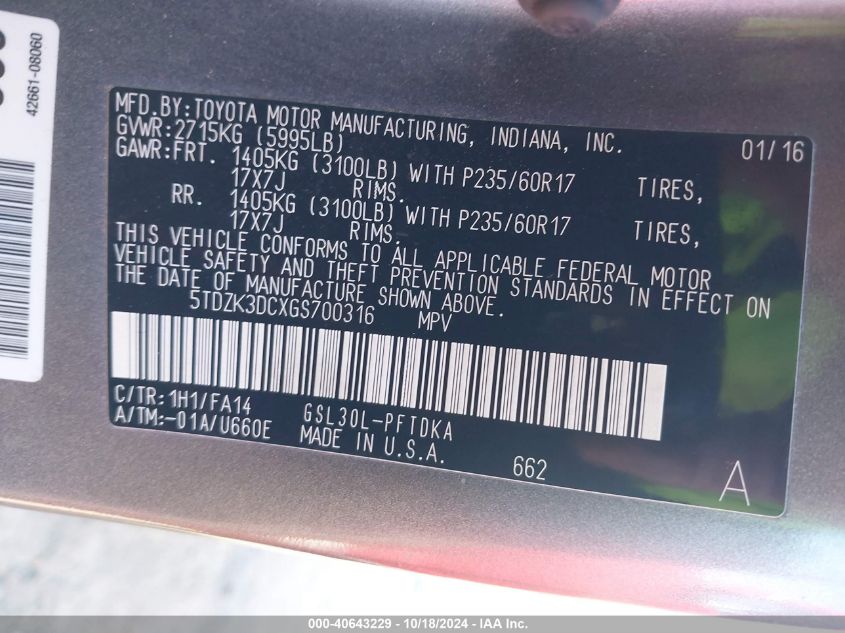 42661-08060
MFD.BY:TOYOTA MOTOR MANUFACTURING, INDIANA, INC. 01/16
GVWR:2715KG (5995LB)
GAWR:FRT. 1405KG (3100LB) WITH P235/60R17 TIRES,
17X7J RIMS.
RR. 1405KG (3100LB) WITH P235/60R17 TIRES,
17X7J RIMS.
THIS VEHICLE CONFORMS TO ALL APPLICABLE FEDERAL MOTOR
VEHICLE SAFETY AND THEFT PREVENTION STANDARDS IN EFFECT ON
THE DATE OF MANUFACTURE SHOWN ABOVE.
5TDZK3DCXGS700316 MPV
C/TR:1H1/FA14 GSL30L-PFTDKA
A/TM:-01A/U660E MADE IN U.S.A.
662
A
000-40643229 - 10/18/2024 - IAA Inc.